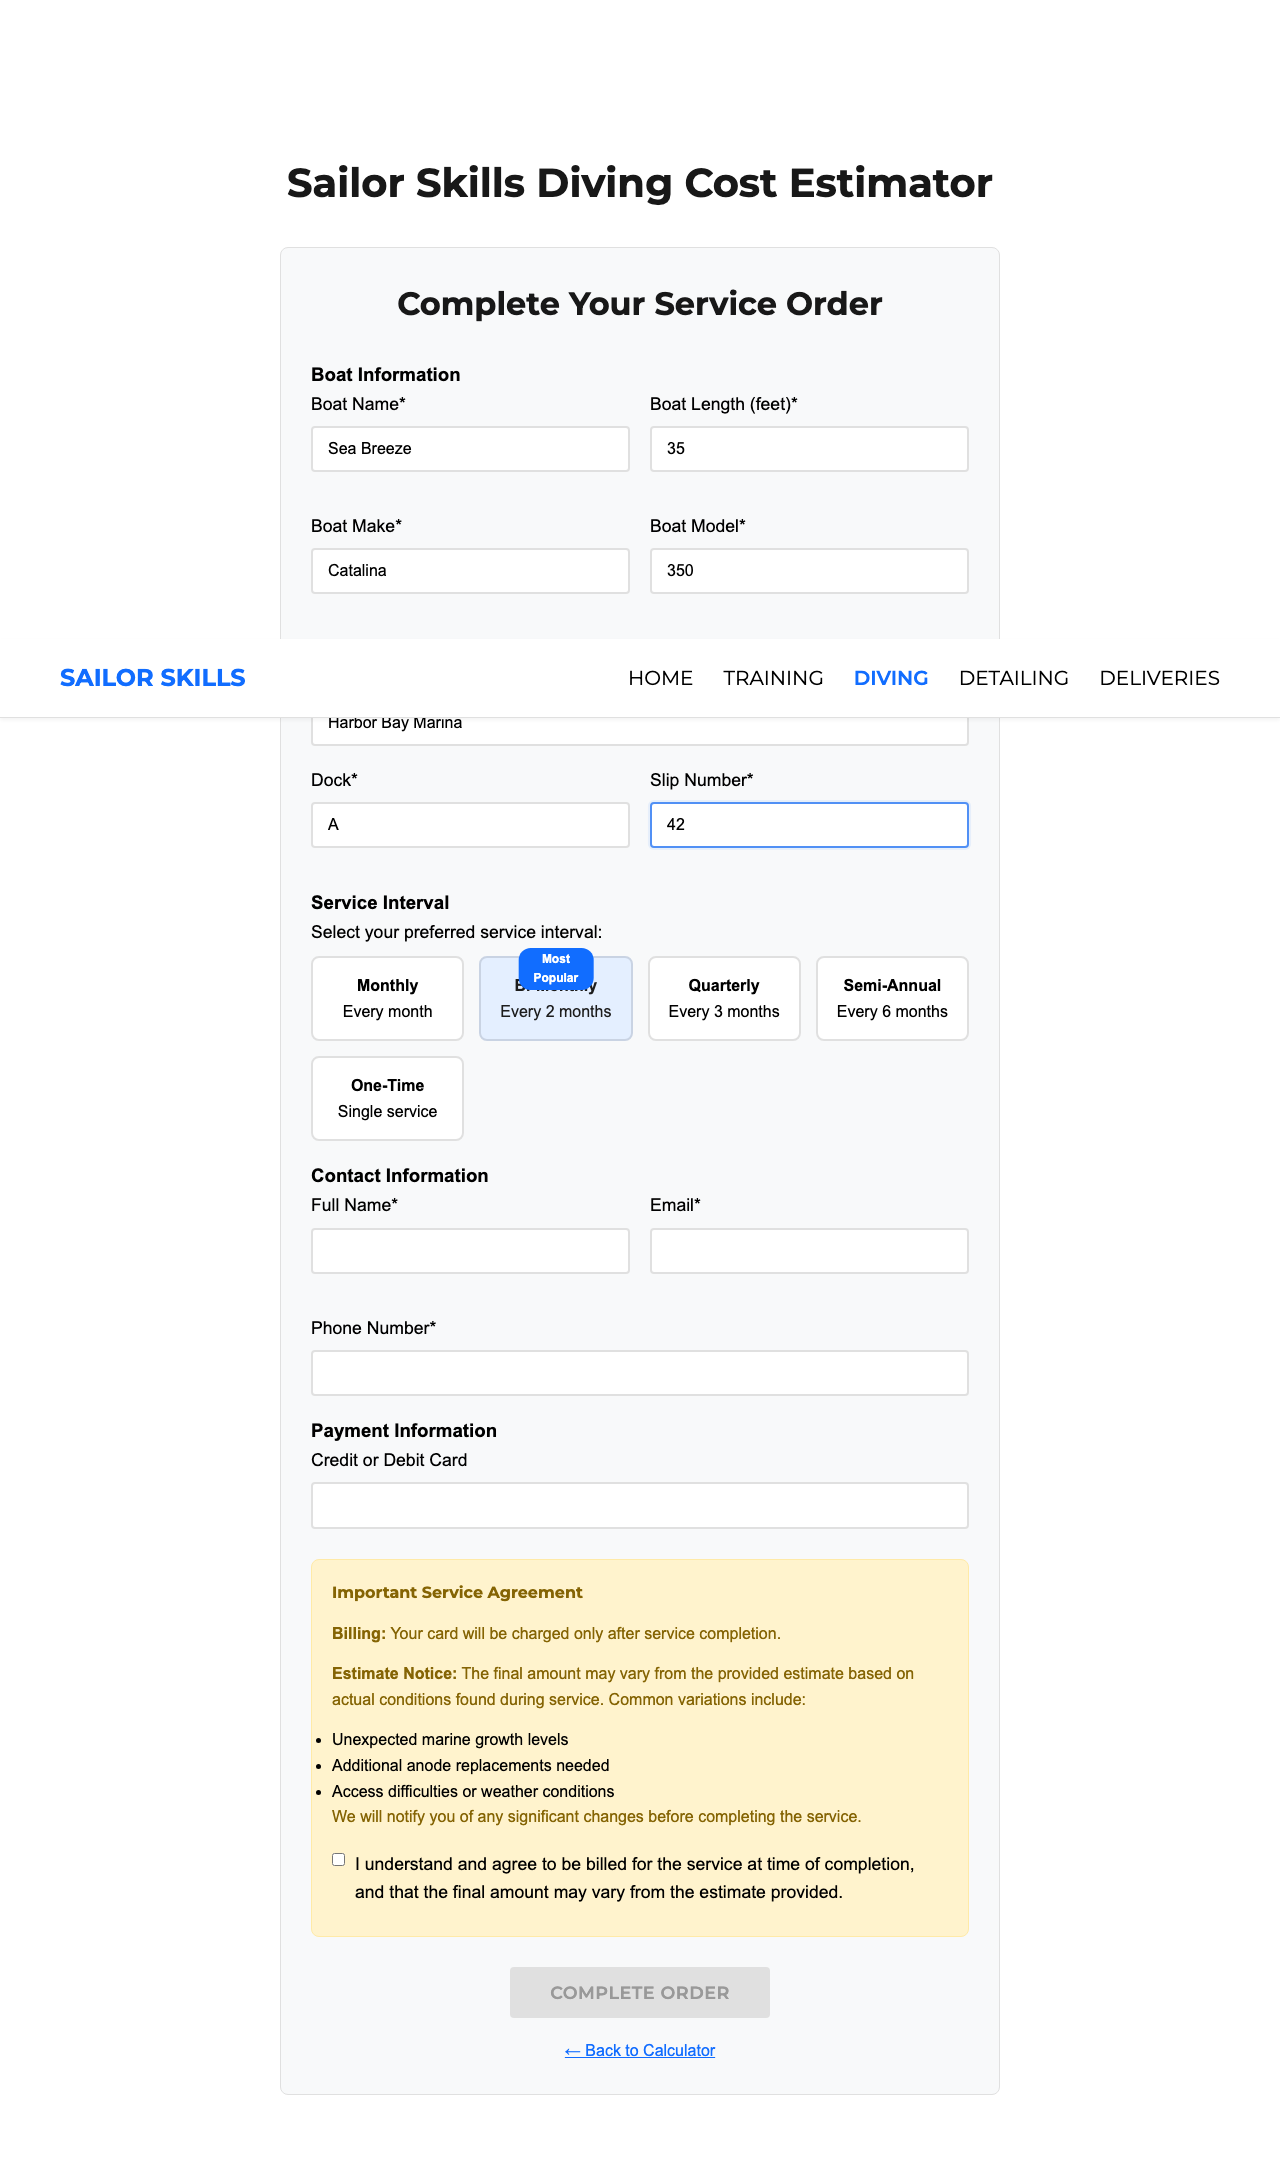 Sailor Skills Diving Cost Estimator
Complete Your Service Order
Boat Information
Boat Name*
Boat Length (feet)*
Sea Breeze
35
Boat Make*
Boat Model*
Catalina
350
SAILOR SKILLS
HOME
TRAINING
DIVING
DETAILING
DELIVERIES
Harbor Bay Marina
Dock*
Slip Number*
A
42
Service Interval
Select your preferred service interval:
Most
Popular
Monthly
Every month
Every 2 months
Quarterly
Every 3 months
Semi-Annual
Every 6 months
One-Time
Single service
Contact Information
Full Name*
Email*
Phone Number*
Payment Information
Credit or Debit Card
Important Service Agreement
Billing: Your card will be charged only after service completion.
Estimate Notice: The final amount may vary from the provided estimate based on
actual conditions found during service. Common variations include:
• Unexpected marine growth levels
• Additional anode replacements needed
• Access difficulties or weather conditions
We will notify you of any significant changes before completing the service.
I understand and agree to be billed for the service at time of completion,
and that the final amount may vary from the estimate provided.
COMPLETE ORDER
← Back to Calculator